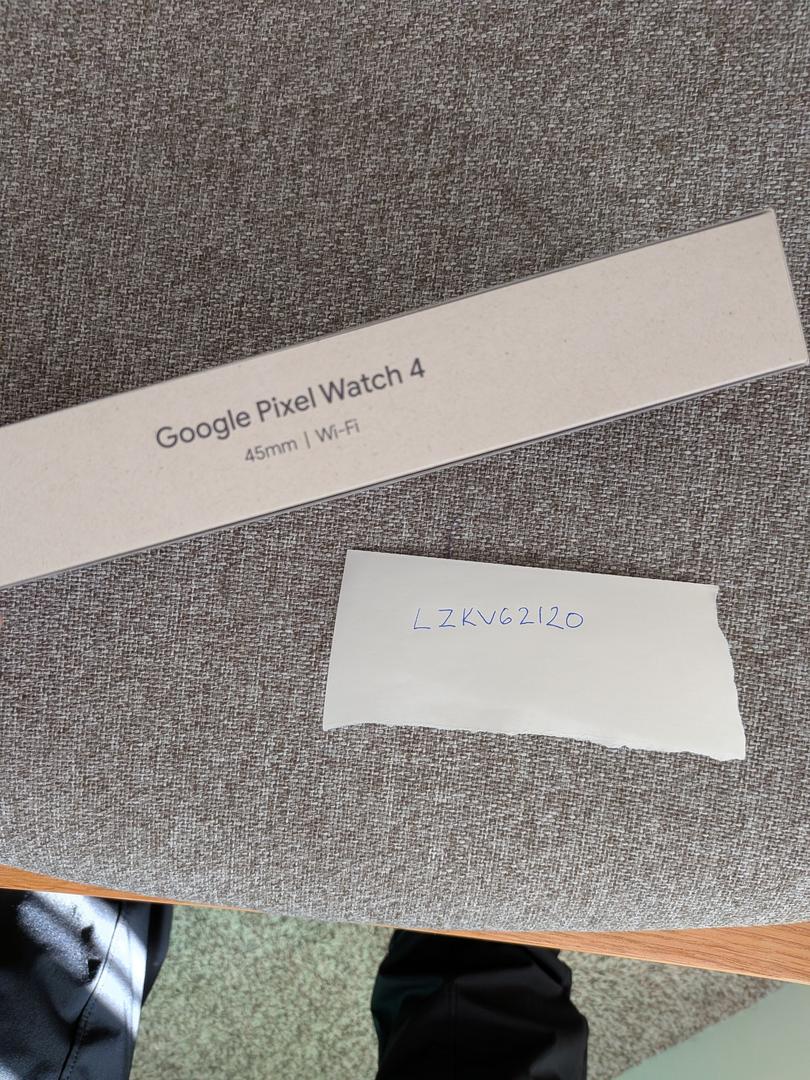 Google Pixel Watch 4
45mm | Wi-Fi
LZKV62120